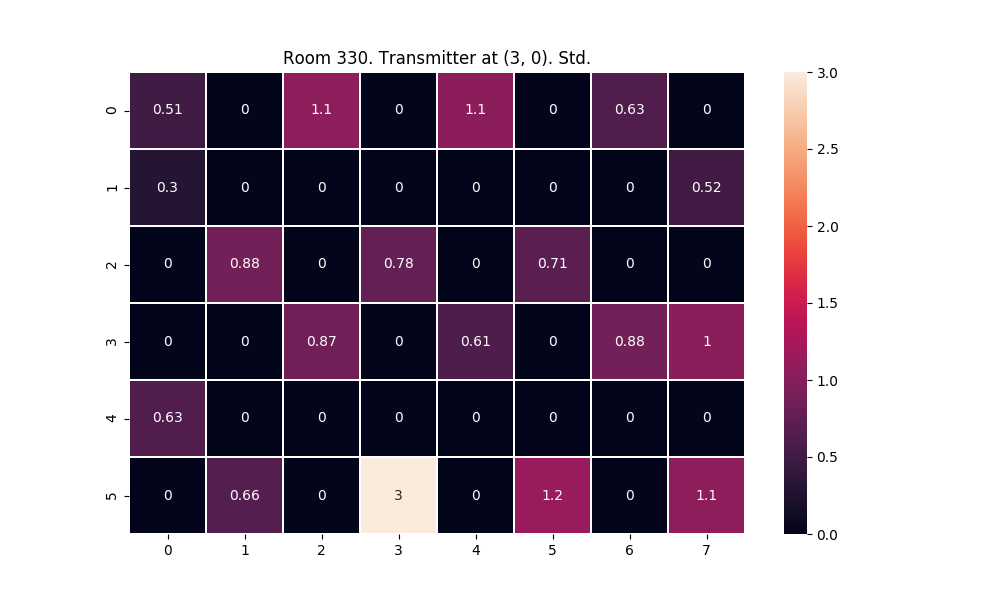 Room 330. Transmitter at (3, 0). Std.
0 0.51 0 1.1 0 1.1 0 0.63 0
1 0.3 0 0 0 0 0 0 0.52
2 0 0.88 0 0.78 0 0.71 0 0
3 0 0 0.87 0 0.61 0 0.88 1
4 0.63 0 0 0 0 0 0 0
5 0 0.66 0 3 0 1.2 0 1.1
0 1 2 3 4 5 6 7
3.0
2.5
2.0
1.5
1.0
0.5
0.0